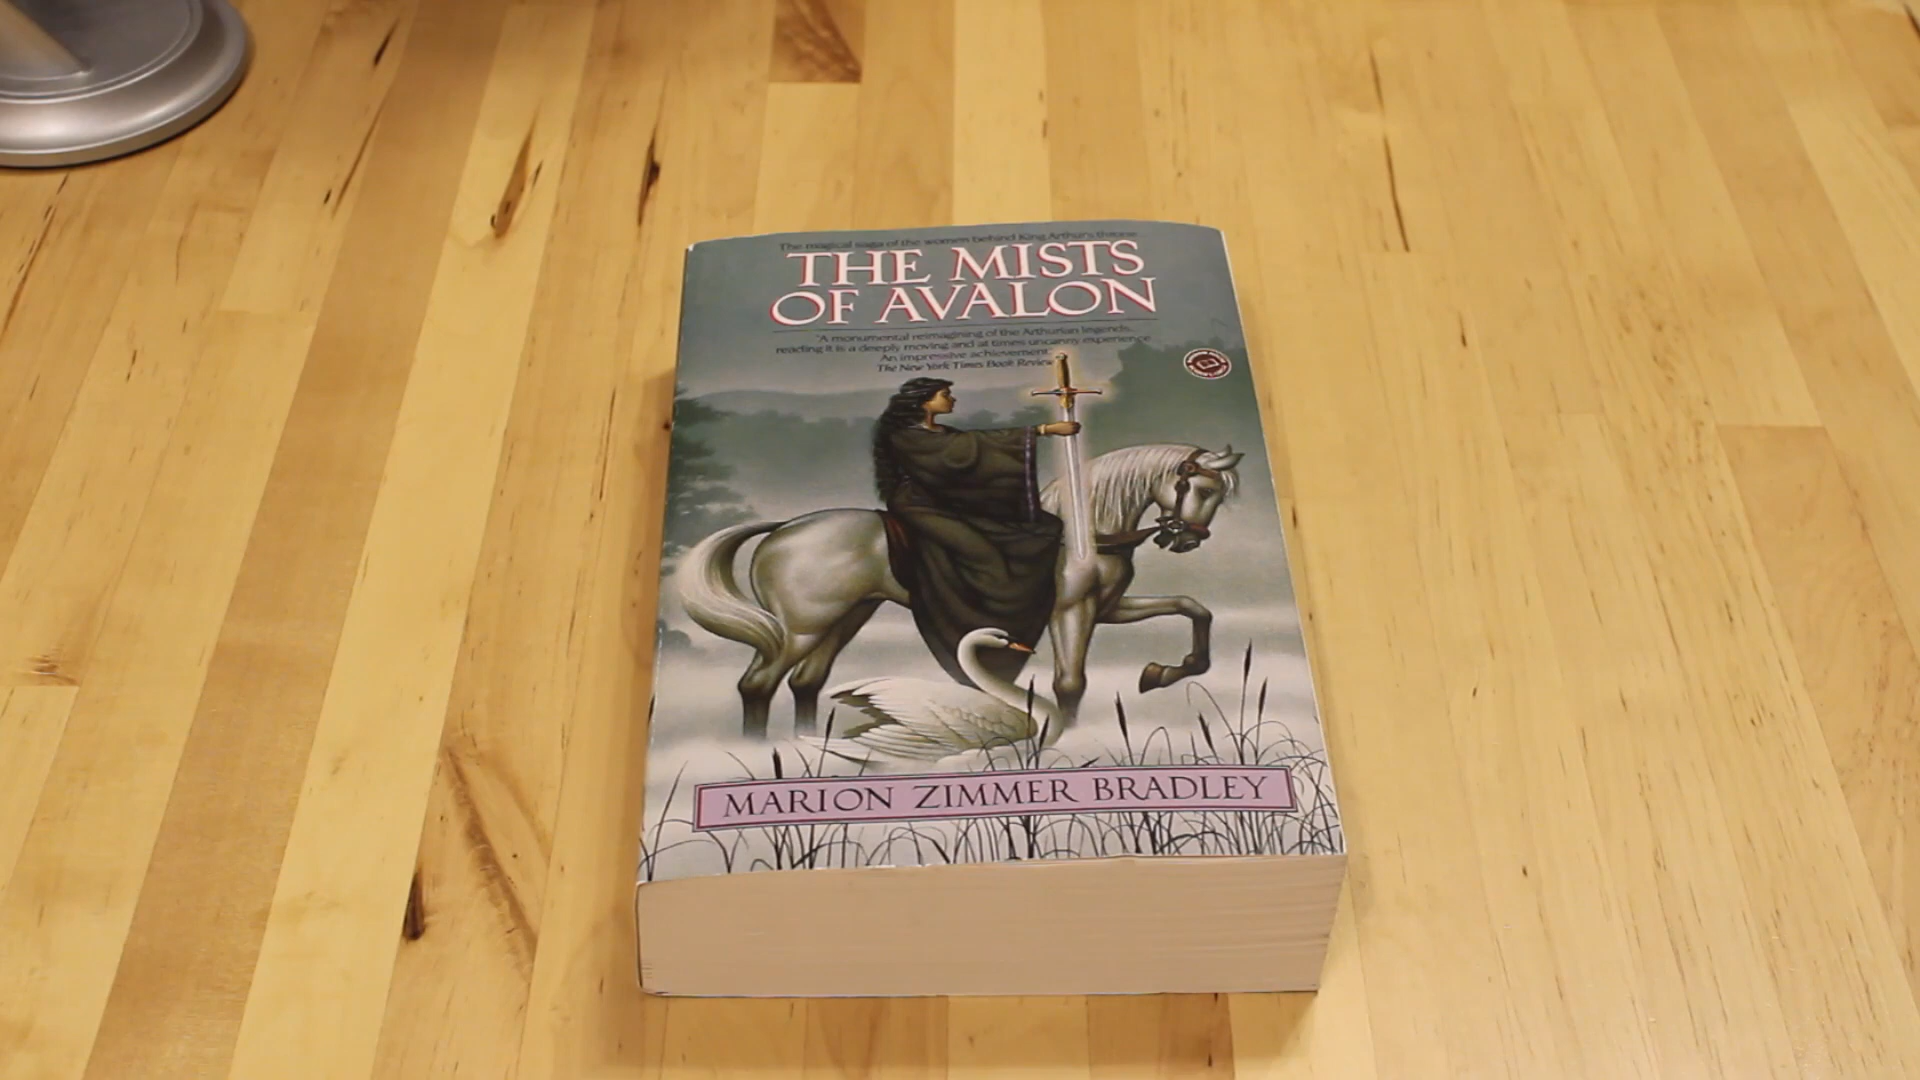 The magical saga of the women behind King Arthur's throne
THE MISTS
OF AVALON
"A monumental reimagining of the Arthurian legends...
reading it is a deeply moving and at times uncanny experience
An impressive achievement."
The New York Times Book Review
MARION ZIMMER BRADLEY